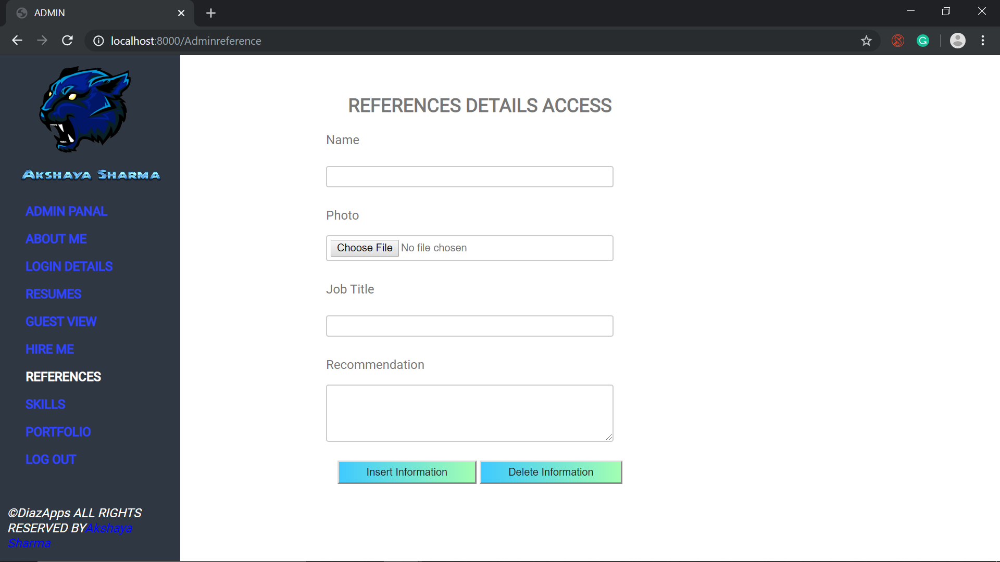 ADMIN
localhost:8000/Adminreference
Akshaya Sharma
ADMIN PANAL
ABOUT ME
LOGIN DETAILS
RESUMES
GUEST VIEW
HIRE ME
REFERENCES
SKILLS
PORTFOLIO
LOG OUT
©DiazApps ALL RIGHTS
RESERVED BYAkshaya
Sharma
REFERENCES DETAILS ACCESS
Name
Photo
Choose File No file chosen
Job Title
Recommendation
Insert Information Delete Information